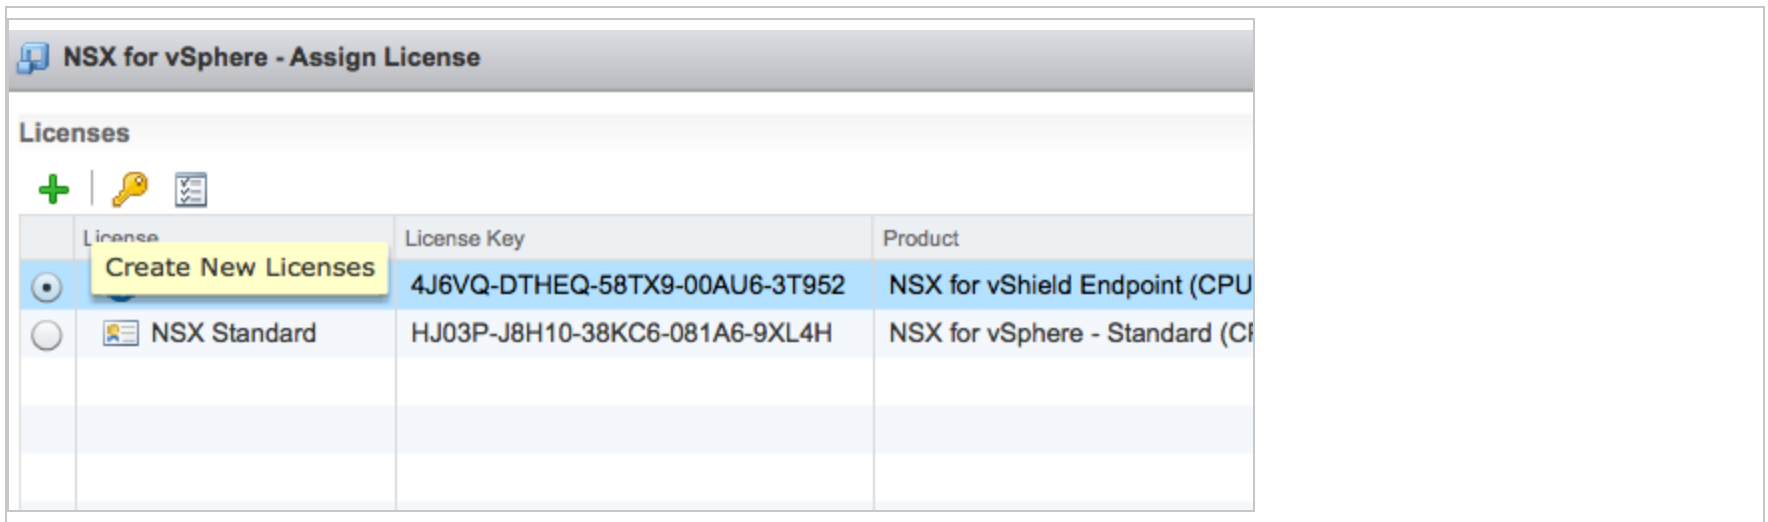 NSX for vSphere - Assign License
Licenses
License License Key Product
Create New Licenses
4J6VQ-DTHEQ-58TX9-00AU6-3T952 NSX for vShield Endpoint (CPU
NSX Standard HJ03P-J8H10-38KC6-081A6-9XL4H NSX for vSphere - Standard (CP